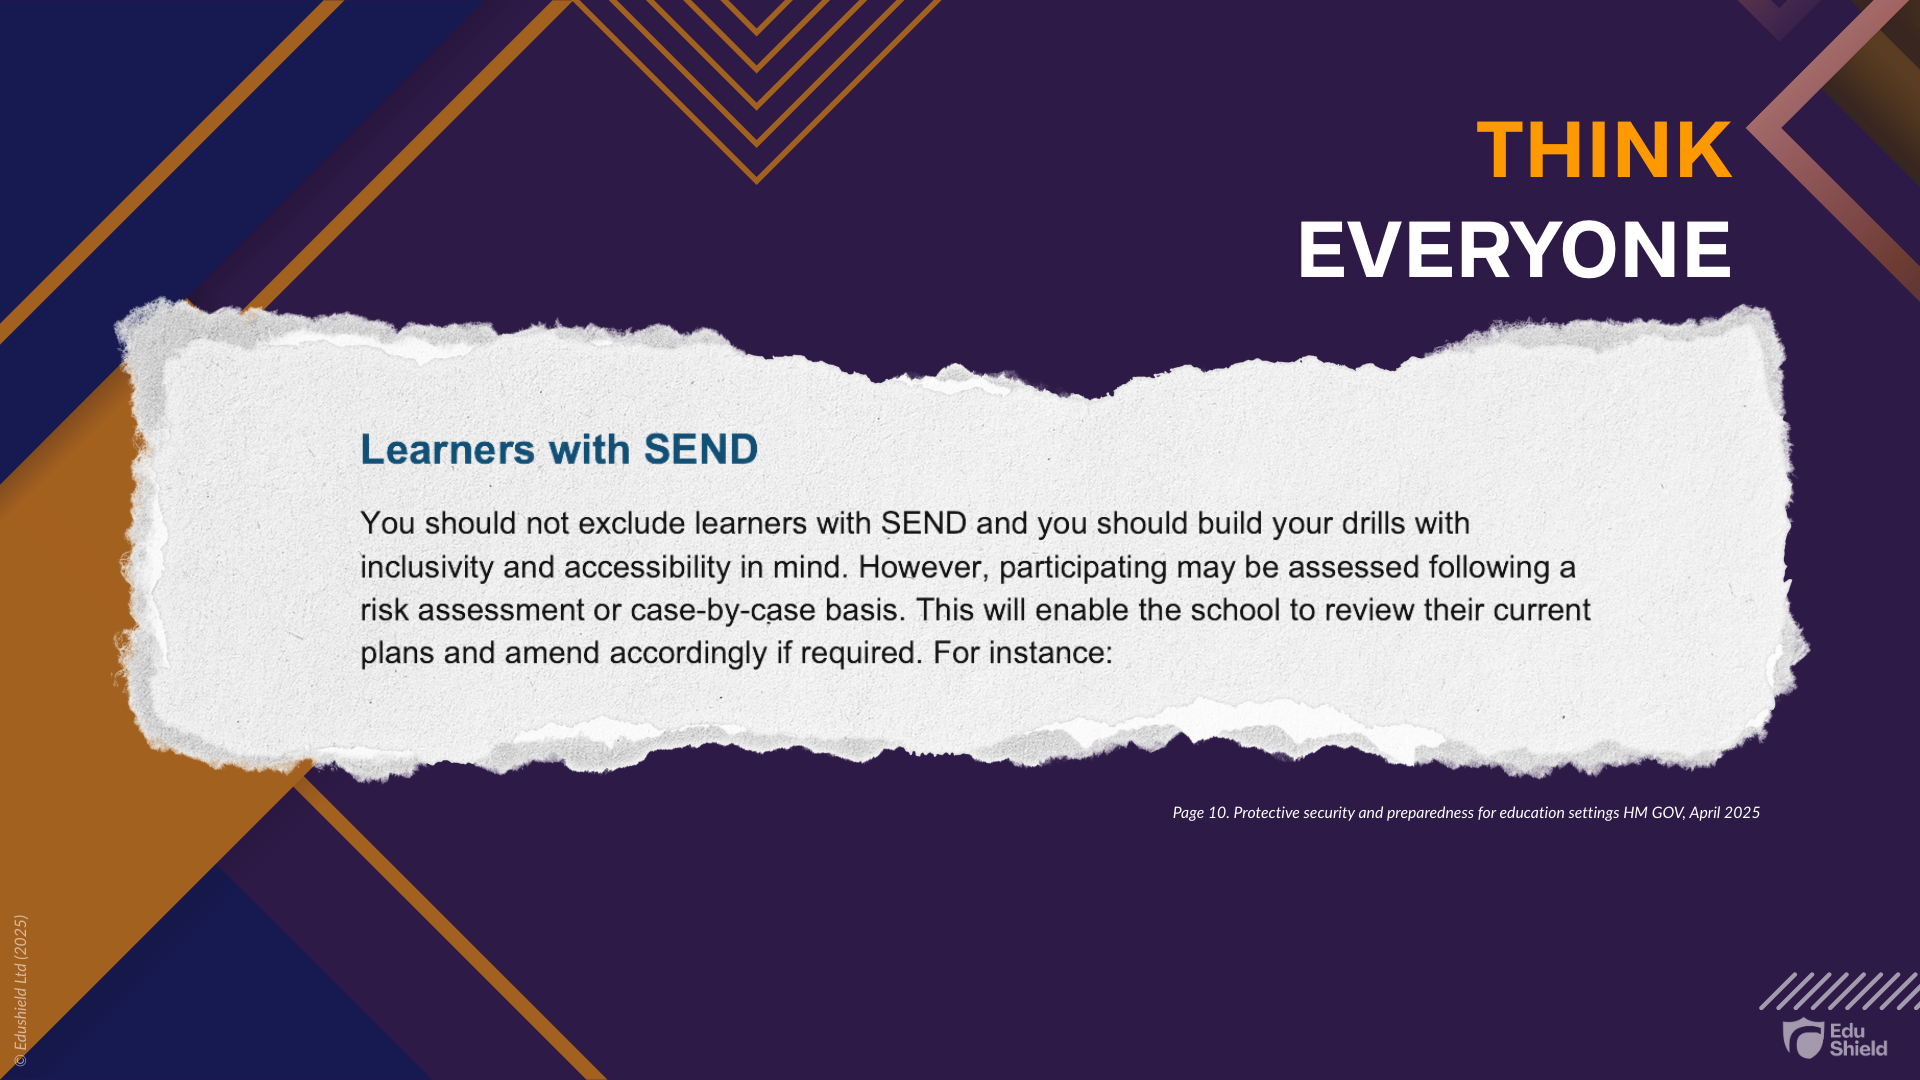 THINK
EVERYONE
Learners with SEND
You should not exclude learners with SEND and you should build your drills with
inclusivity and accessibility in mind. However, participating may be assessed following a
risk assessment or case-by-case basis. This will enable the school to review their current
plans and amend accordingly if required. For instance:
Page 10. Protective security and preparedness for education settings HM GOV, April 2025
© Edushield Ltd (2025)
Edu
Shield